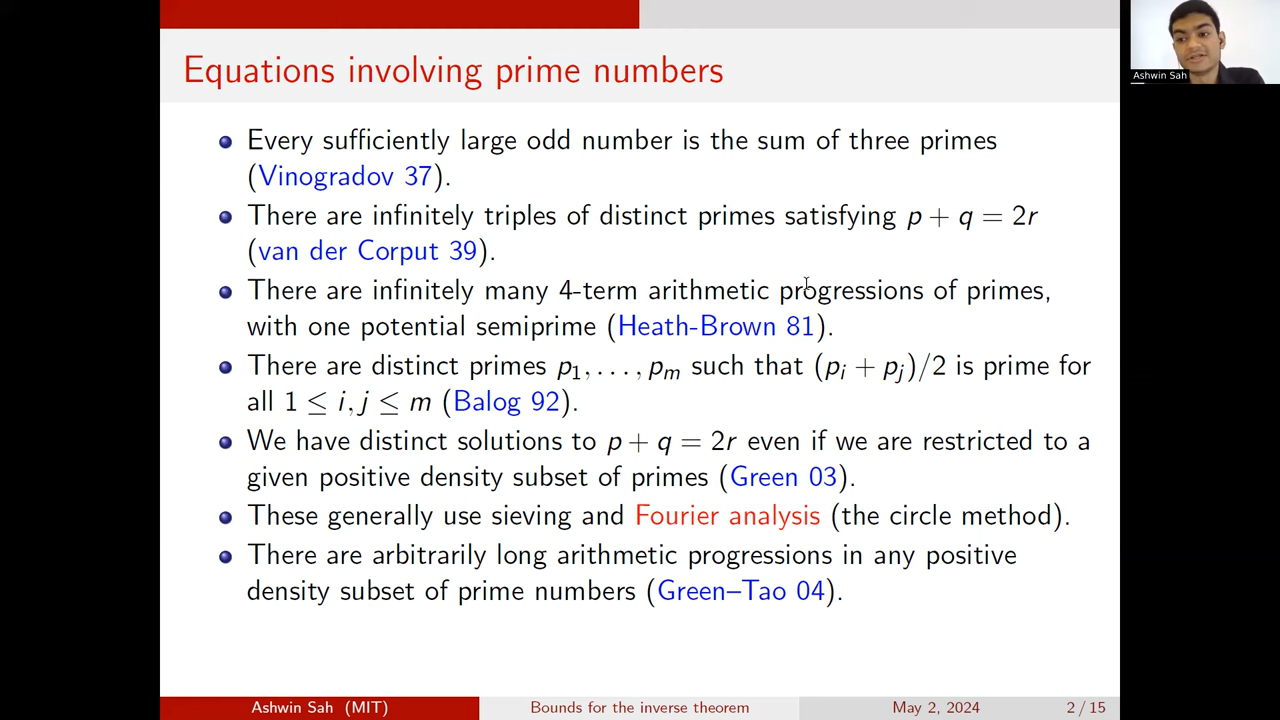 Equations involving prime numbers
Every sufficiently large odd number is the sum of three primes
(Vinogradov 37).
There are infinitely triples of distinct primes satisfying p + q = 2r
(van der Corput 39).
There are infinitely many 4-term arithmetic progressions of primes,
with one potential semiprime (Heath-Brown 81).
There are distinct primes p₁, . . . , pₘ such that (pᵢ + pⱼ)/2 is prime for
all 1 ≤ i, j ≤ m (Balog 92).
We have distinct solutions to p + q = 2r even if we are restricted to a
given positive density subset of primes (Green 03).
These generally use sieving and Fourier analysis (the circle method).
There are arbitrarily long arithmetic progressions in any positive
density subset of prime numbers (Green–Tao 04).
Ashwin Sah (MIT) Bounds for the inverse theorem May 2, 2024 2 / 15
Ashwin Sah